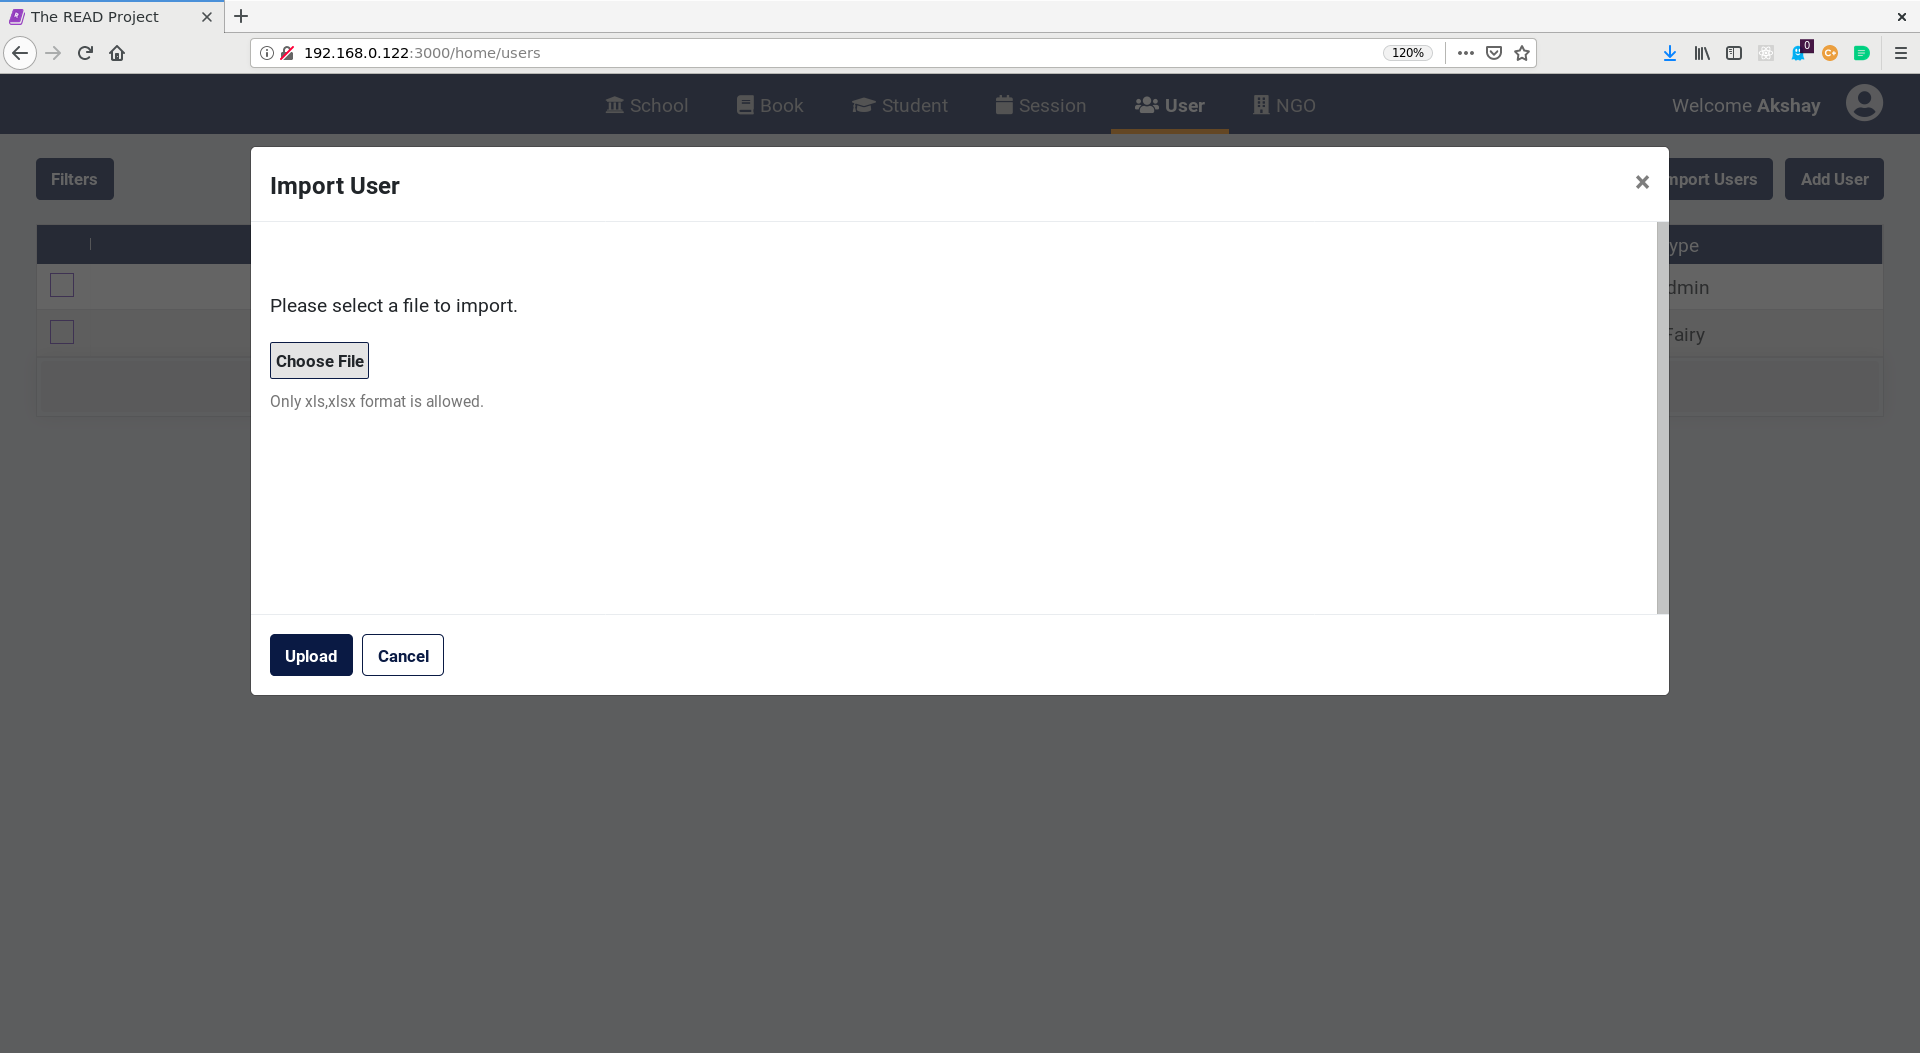 The READ Project
192.168.0.122:3000/home/users
120%
0
School
Book
Student
Session
User
NGO
Welcome Akshay
Filters
Import User
×
mport Users
Add User
ype
dmin
Fairy
Please select a file to import.
Choose File
Only xls,xlsx format is allowed.
Upload
Cancel